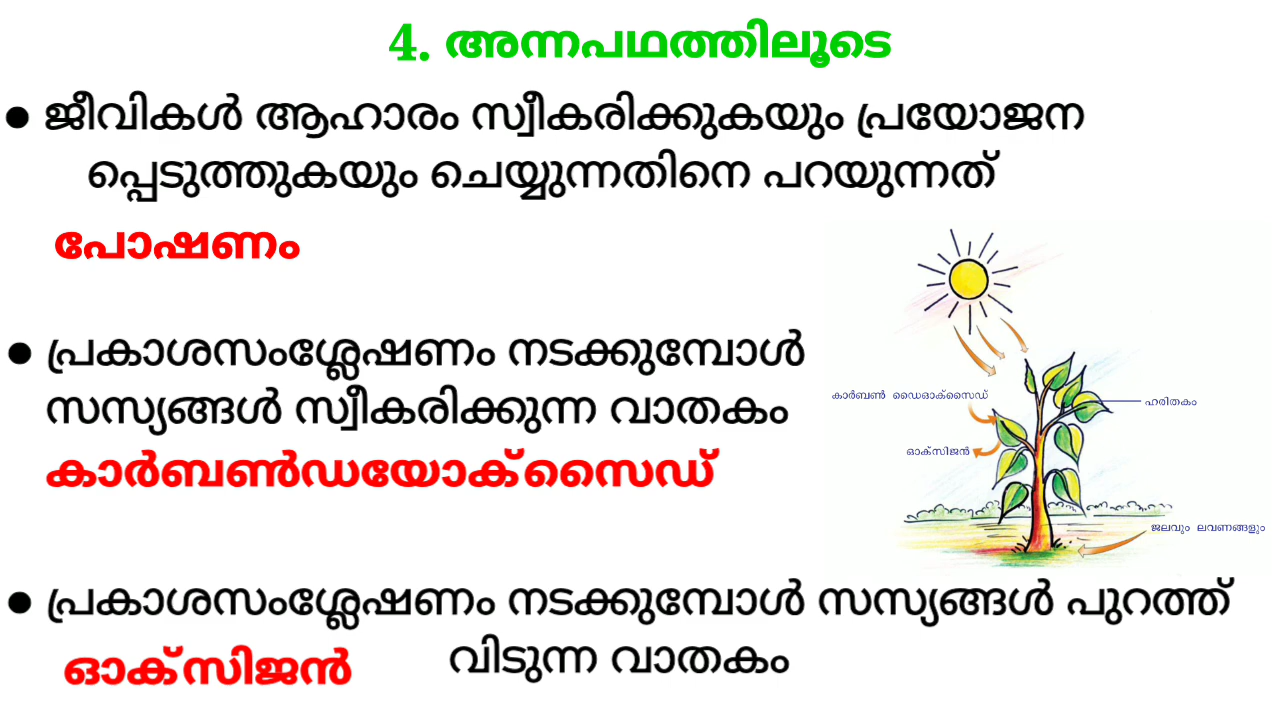 4. അന്നപഥത്തിലൂടെ
● ജീവികൾ ആഹാരം സ്വീകരിക്കുകയും പ്രയോജന
പ്പെടുത്തുകയും ചെയ്യുന്നതിനെ പറയുന്നത്
പോഷണം
● പ്രകാശസംശ്ലേഷണം നടക്കുമ്പോൾ
സസ്യങ്ങൾ സ്വീകരിക്കുന്ന വാതകം
കാർബൺഡയോക്സൈഡ്
കാർബൺ ഡൈഓക്സൈഡ്
ഹരിതകം
ഓക്സിജൻ
ജലവും ലവണങ്ങളും
● പ്രകാശസംശ്ലേഷണം നടക്കുമ്പോൾ സസ്യങ്ങൾ പുറത്ത്
വിടുന്ന വാതകം
ഓക്സിജൻ